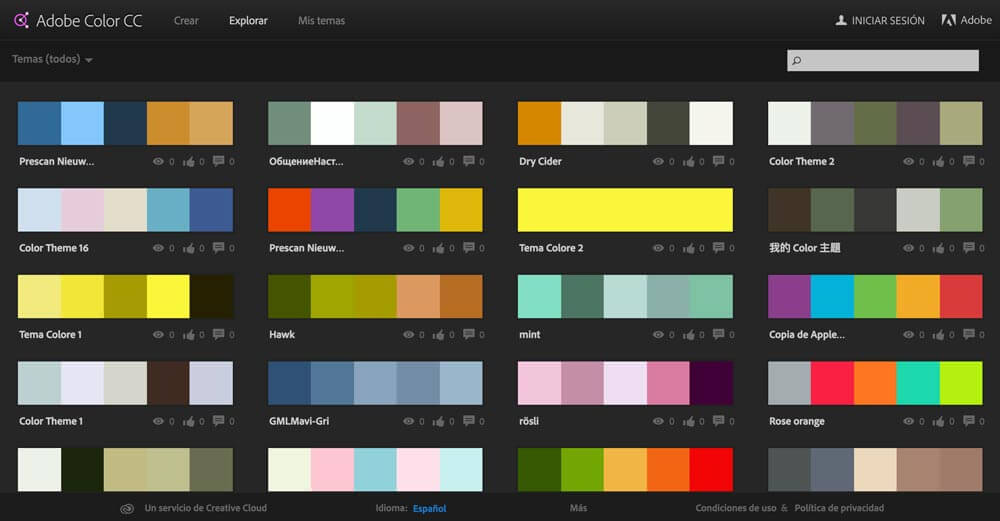 Adobe Color CC Crear Explorar Mis temas INICIAR SESIÓN Adobe
Temas (todos)
Prescan Nieuw... 0 0 0 ОбщениеНаст... 0 0 0 Dry Cider 0 0 0 Color Theme 2 0 0 0
Color Theme 16 0 0 0 Prescan Nieuw... 0 0 0 Tema Colore 2 0 0 0 我的 Color 主題 0 0 0
Tema Colore 1 0 0 0 Hawk 0 0 0 mint 0 0 0 Copia de Apple... 0 0 0
Color Theme 1 0 0 0 GMLMavi-Gri 0 0 0 rösli 0 0 0 Rose orange 0 0 0
Un servicio de Creative Cloud Idioma: Español Más Condiciones de uso & Política de privacidad